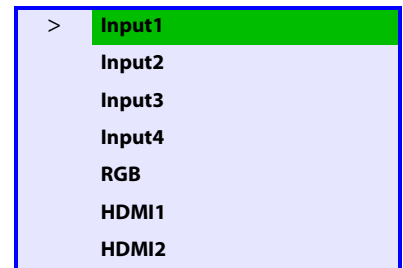 > Input1
Input2
Input3
Input4
RGB
HDMI1
HDMI2